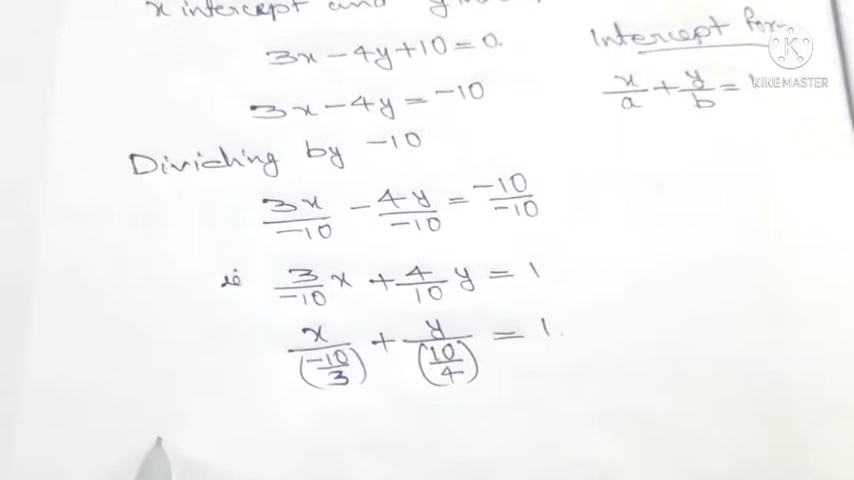 x intercept and
3x - 4y + 10 = 0.
3x - 4y = -10
Dividing by -10
3x/-10 - 4y/-10 = -10/-10
ie 3/-10 x + 4/10 y = 1
x/(-10/3) + y/(10/4) = 1.
Intercept for
x/a + y/b =
K
KINEMASTER